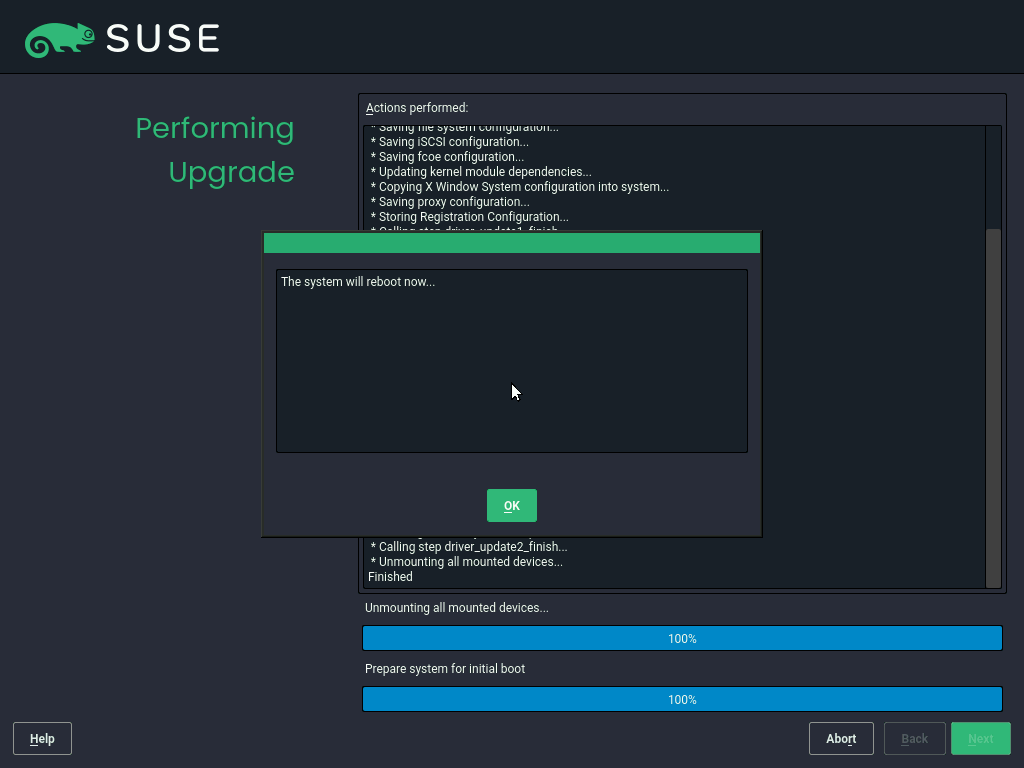 SUSE
Performing
Upgrade
Actions performed:
* Saving file system configuration...
* Saving iSCSI configuration...
* Saving fcoe configuration...
* Updating kernel module dependencies...
* Copying X Window System configuration into system...
* Saving proxy configuration...
* Storing Registration Configuration...
* Calling step driver_update1_finish...
The system will reboot now...
OK
* Calling step driver_update2_finish...
* Unmounting all mounted devices...
Finished
Unmounting all mounted devices...
100%
Prepare system for initial boot
100%
Help
Abort
Back
Next